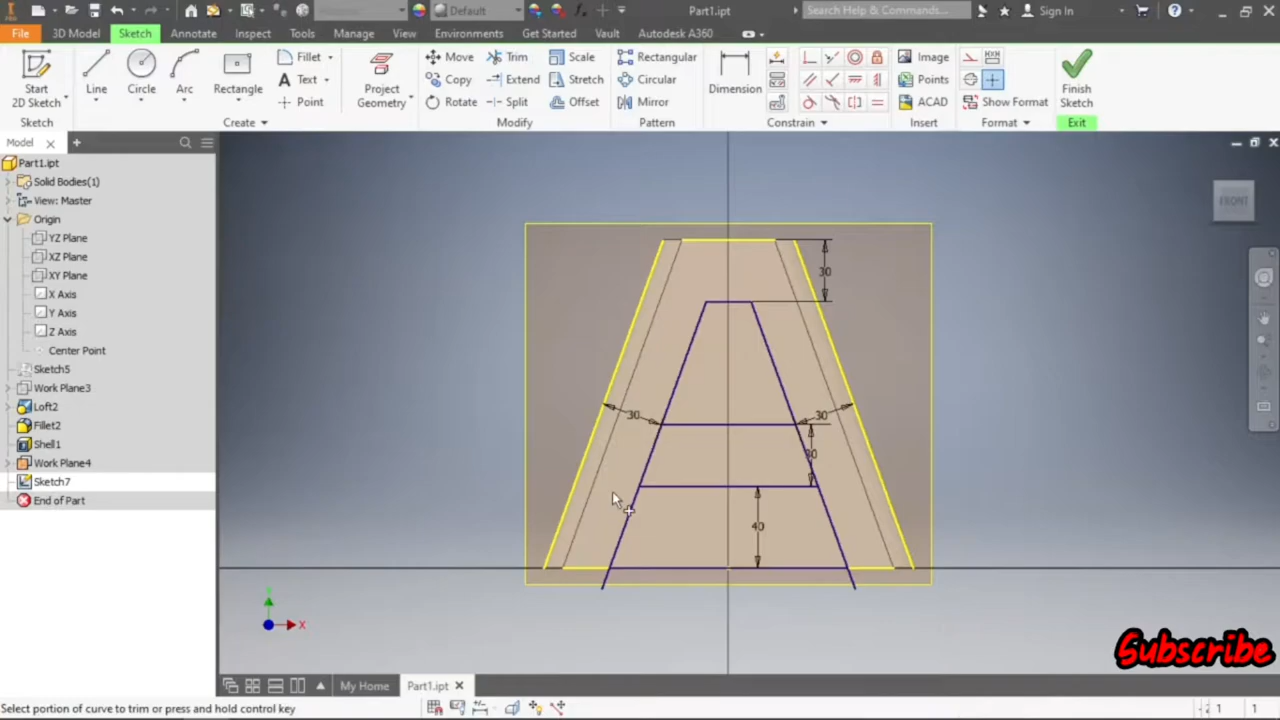 Default
Part1.ipt
Search Help & Commands...
Sign In
File
3D Model
Sketch
Annotate
Inspect
Tools
Manage
View
Environments
Get Started
Vault
Autodesk A360
Start
2D Sketch
Line
Circle
Arc
Rectangle
Fillet
Text
Point
Project
Geometry
Move
Copy
Rotate
Trim
Extend
Split
Scale
Stretch
Offset
Rectangular
Circular
Mirror
Dimension
Image
Points
ACAD
Show Format
Finish
Sketch
Sketch
Create
Modify
Pattern
Constrain
Insert
Format
Exit
Model
Part1.ipt
Solid Bodies(1)
View: Master
Origin
YZ Plane
XZ Plane
XY Plane
X Axis
Y Axis
Z Axis
Center Point
Sketch5
Work Plane3
Loft2
Fillet2
Shell1
Work Plane4
Sketch7
End of Part
FRONT
30
30
30
30
40
X
Subscribe
My Home
Part1.ipt
Select portion of curve to trim or press and hold control key
1
1